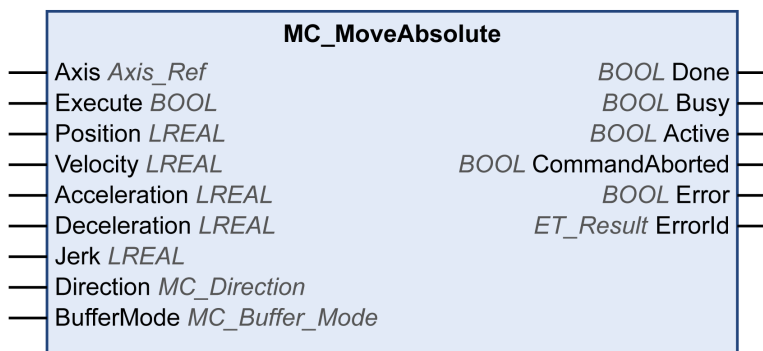 MC_MoveAbsolute
Axis Axis_Ref BOOL Done
Execute BOOL BOOL Busy
Position LREAL BOOL Active
Velocity LREAL BOOL CommandAborted
Acceleration LREAL BOOL Error
Deceleration LREAL ET_Result ErrorId
Jerk LREAL
Direction MC_Direction
BufferMode MC_Buffer_Mode